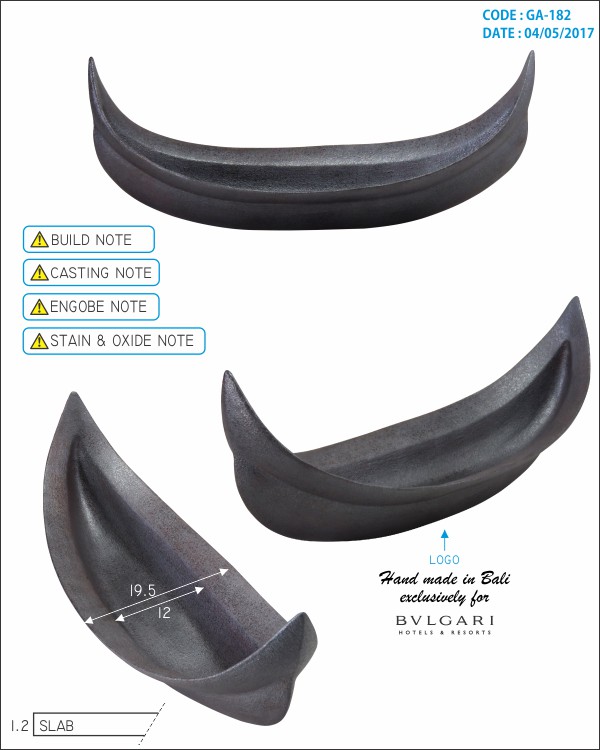 CODE : GA-182
DATE : 04/05/2017
BUILD NOTE
CASTING NOTE
ENGOBE NOTE
STAIN & OXIDE NOTE
LOGO
Hand made in Bali
exclusively for
BVLGARI
HOTELS & RESORTS
19.5
12
1.2 SLAB